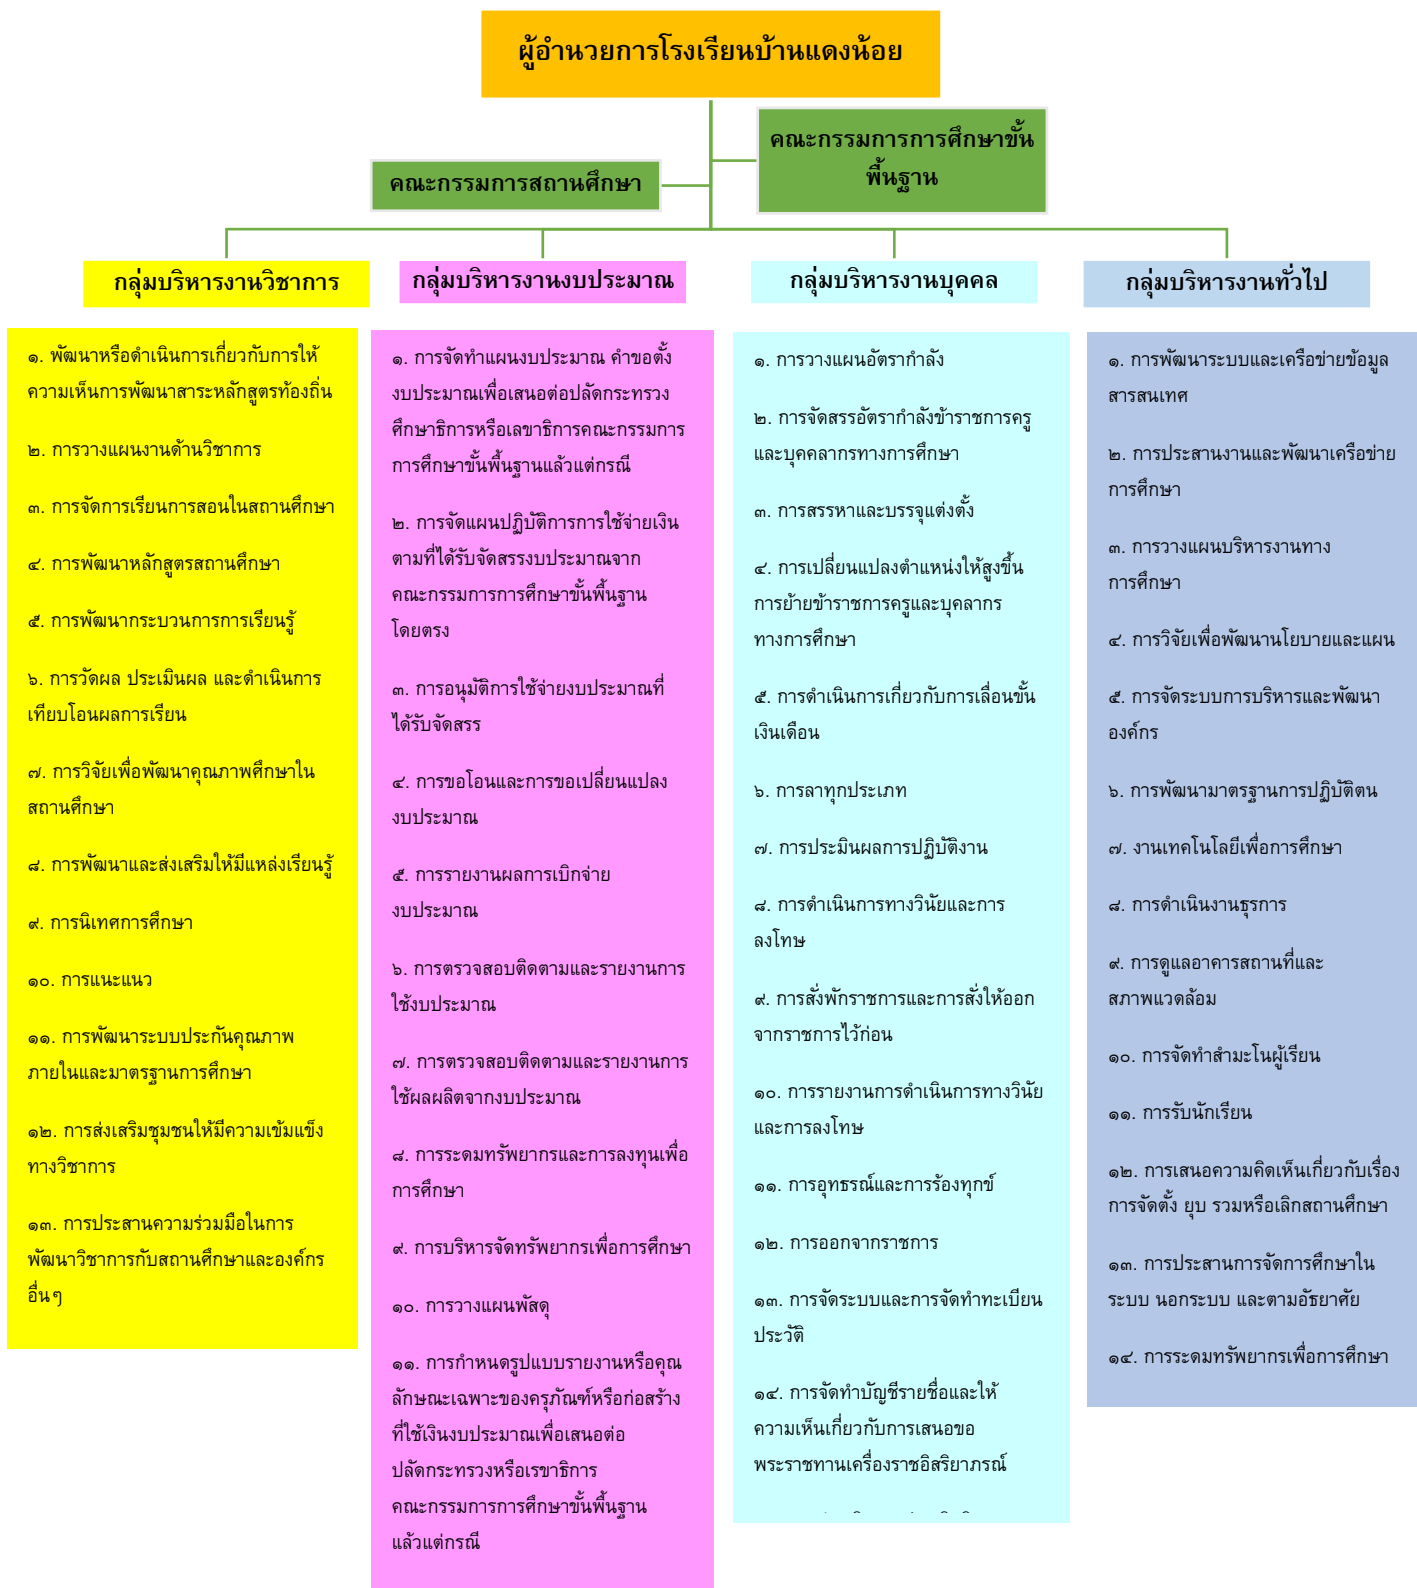 ผู้อำนวยการโรงเรียนบ้านแดงน้อย
คณะกรรมการการศึกษาขั้น
พื้นฐาน
คณะกรรมการสถานศึกษา
กลุ่มบริหารงานวิชาการ
กลุ่มบริหารงานงบประมาณ
กลุ่มบริหารงานบุคคล
กลุ่มบริหารงานทั่วไป
๑. พัฒนาหรือดำเนินการเกี่ยวกับการให้
ความเห็นการพัฒนาสาระหลักสูตรท้องถิ่น
๒. การวางแผนงานด้านวิชาการ
๓. การจัดการเรียนการสอนในสถานศึกษา
๔. การพัฒนาหลักสูตรสถานศึกษา
๕. การพัฒนากระบวนการการเรียนรู้
๖. การวัดผล ประเมินผล และดำเนินการ
เทียบโอนผลการเรียน
๗. การวิจัยเพื่อพัฒนาคุณภาพศึกษาใน
สถานศึกษา
๘. การพัฒนาและส่งเสริมให้มีแหล่งเรียนรู้
๙. การนิเทศการศึกษา
๑๐. การแนะแนว
๑๑. การพัฒนาระบบประกันคุณภาพ
ภายในและมาตรฐานการศึกษา
๑๒. การส่งเสริมชุมชนให้มีความเข้มแข็ง
ทางวิชาการ
๑๓. การประสานความร่วมมือในการ
พัฒนาวิชาการกับสถานศึกษาและองค์กร
อื่นๆ
๑. การจัดทำแผนงบประมาณ คำขอตั้ง
งบประมาณเพื่อเสนอต่อปลัดกระทรวง
ศึกษาธิการหรือเลขาธิการคณะกรรมการ
การศึกษาขั้นพื้นฐานแล้วแต่กรณี
๒. การจัดแผนปฏิบัติการการใช้จ่ายเงิน
ตามที่ได้รับจัดสรรงบประมาณจาก
คณะกรรมการการศึกษาขั้นพื้นฐาน
โดยตรง
๓. การอนุมัติการใช้จ่ายงบประมาณที่
ได้รับจัดสรร
๔. การขอโอนและการขอเปลี่ยนแปลง
งบประมาณ
๕. การรายงานผลการเบิกจ่าย
งบประมาณ
๖. การตรวจสอบติดตามและรายงานการ
ใช้งบประมาณ
๗. การตรวจสอบติดตามและรายงานการ
ใช้ผลผลิตจากงบประมาณ
๘. การระดมทรัพยากรและการลงทุนเพื่อ
การศึกษา
๙. การบริหารจัดทรัพยากรเพื่อการศึกษา
๑๐. การวางแผนพัสดุ
๑๑. การกำหนดรูปแบบรายงานหรือคุณ
ลักษณะเฉพาะของครุภัณฑ์หรือก่อสร้าง
ที่ใช้เงินงบประมาณเพื่อเสนอต่อ
ปลัดกระทรวงหรือเรขาธิการ
คณะกรรมการการศึกษาขั้นพื้นฐาน
แล้วแต่กรณี
๑. การวางแผนอัตรากำลัง
๒. การจัดสรรอัตรากำลังข้าราชการครู
และบุคคลากรทางการศึกษา
๓. การสรรหาและบรรจุแต่งตั้ง
๔. การเปลี่ยนแปลงตำแหน่งให้สูงขึ้น
การย้ายข้าราชการครูและบุคลากร
ทางการศึกษา
๕. การดำเนินการเกี่ยวกับการเลื่อนขั้น
เงินเดือน
๖. การลาทุกประเภท
๗. การประมินผลการปฏิบัติงาน
๘. การดำเนินการทางวินัยและการ
ลงโทษ
๙. การสั่งพักราชการและการสั่งให้ออก
จากราชการไว้ก่อน
๑๐. การรายงานการดำเนินการทางวินัย
และการลงโทษ
๑๑. การอุทธรณ์และการร้องทุกข์
๑๒. การออกจากราชการ
๑๓. การจัดระบบและการจัดทำทะเบียน
ประวัติ
๑๔. การจัดทำบัญชีรายชื่อและให้
ความเห็นเกี่ยวกับการเสนอขอ
พระราชทานเครื่องราชอิสริยาภรณ์
๑. การพัฒนาระบบและเครือข่ายข้อมูล
สารสนเทศ
๒. การประสานงานและพัฒนาเครือข่าย
การศึกษา
๓. การวางแผนบริหารงานทาง
การศึกษา
๔. การวิจัยเพื่อพัฒนานโยบายและแผน
๕. การจัดระบบการบริหารและพัฒนา
องค์กร
๖. การพัฒนามาตรฐานการปฏิบัติตน
๗. งานเทคโนโลยีเพื่อการศึกษา
๘. การดำเนินงานธุรการ
๙. การดูแลอาคารสถานที่และ
สภาพแวดล้อม
๑๐. การจัดทำสำมะโนผู้เรียน
๑๑. การรับนักเรียน
๑๒. การเสนอความคิดเห็นเกี่ยวกับเรื่อง
การจัดตั้ง ยุบ รวมหรือเลิกสถานศึกษา
๑๓. การประสานการจัดการศึกษาใน
ระบบ นอกระบบ และตามอัธยาศัย
๑๔. การระดมทรัพยากรเพื่อการศึกษา